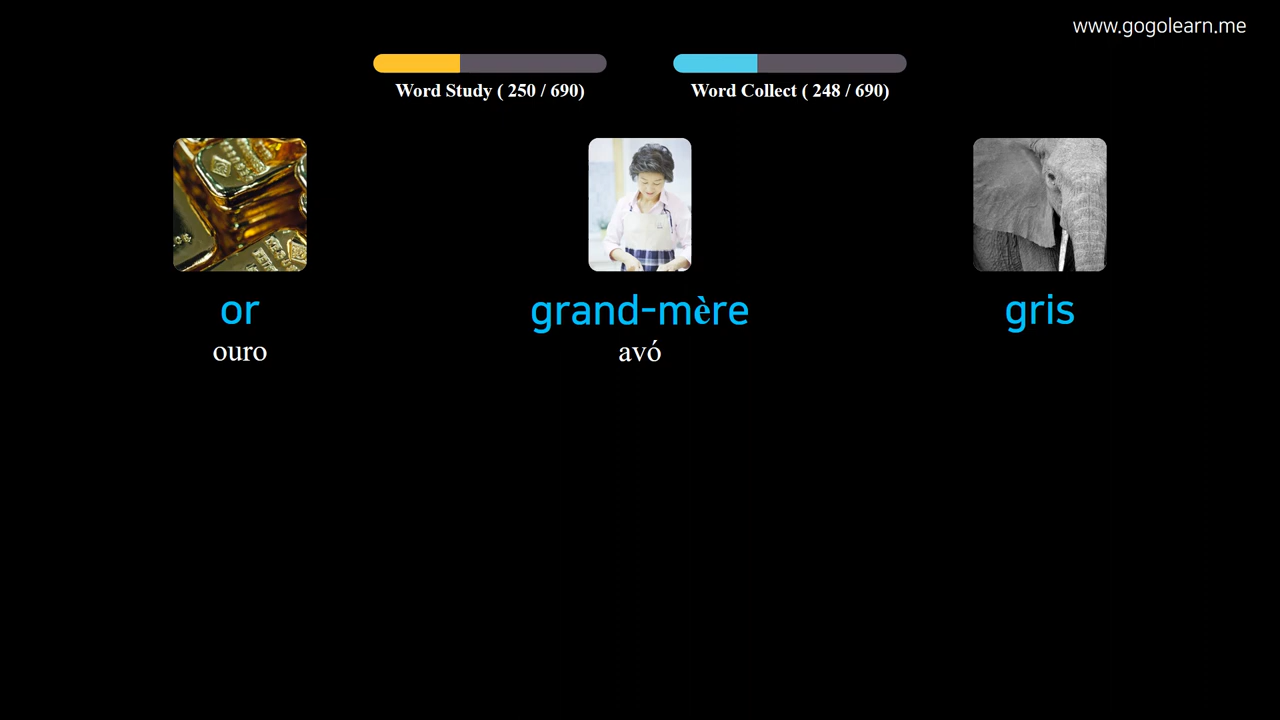 www.gogolearn.me
Word Study ( 250 / 690)
Word Collect ( 248 / 690)
or
grand-mère
gris
ouro
avó